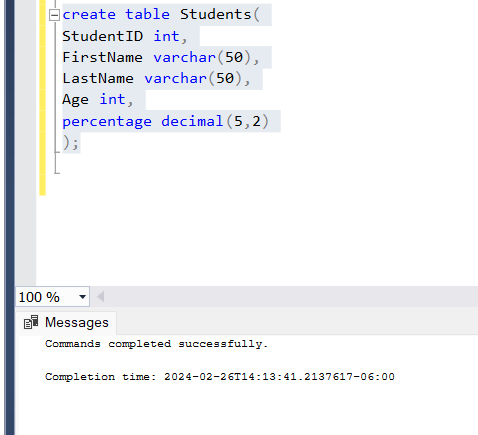 create table Students(
StudentID int,
FirstName varchar(50),
LastName varchar(50),
Age int,
percentage decimal(5,2)
);
100 %
Messages
Commands completed successfully.
Completion time: 2024-02-26T14:13:41.2137617-06:00